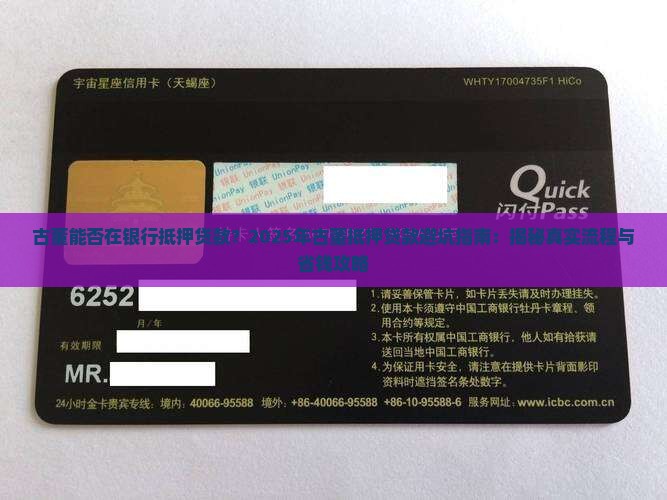 宇宙星座信用卡（天蝎座）
WHTY17004735F1 HiCo
UnionPay 银联
Quick
闪付Pass
古董能否在银行抵押贷款？2025年古董抵押贷款避坑指南：揭秘真实流程与
省钱攻略
6252
1.请妥善保管卡片，如卡片丢失请及时办理挂失。
2.使用本卡须遵守中国工商银行牡丹卡章程、领
用合约等规定。
3.本卡所有权属中国工商银行，他人如有拾获请
送回当地中国工商银行。
4.为保证用卡安全，请注意在提供卡片背面影印
资料时遮挡签名条处数字。
月/年
有效期限
MR.
24小时金卡贵宾专线：境内：40066-95588 境外：+86-40066-95588 +86-10-95588-6 服务网址：www.icbc.com.cn